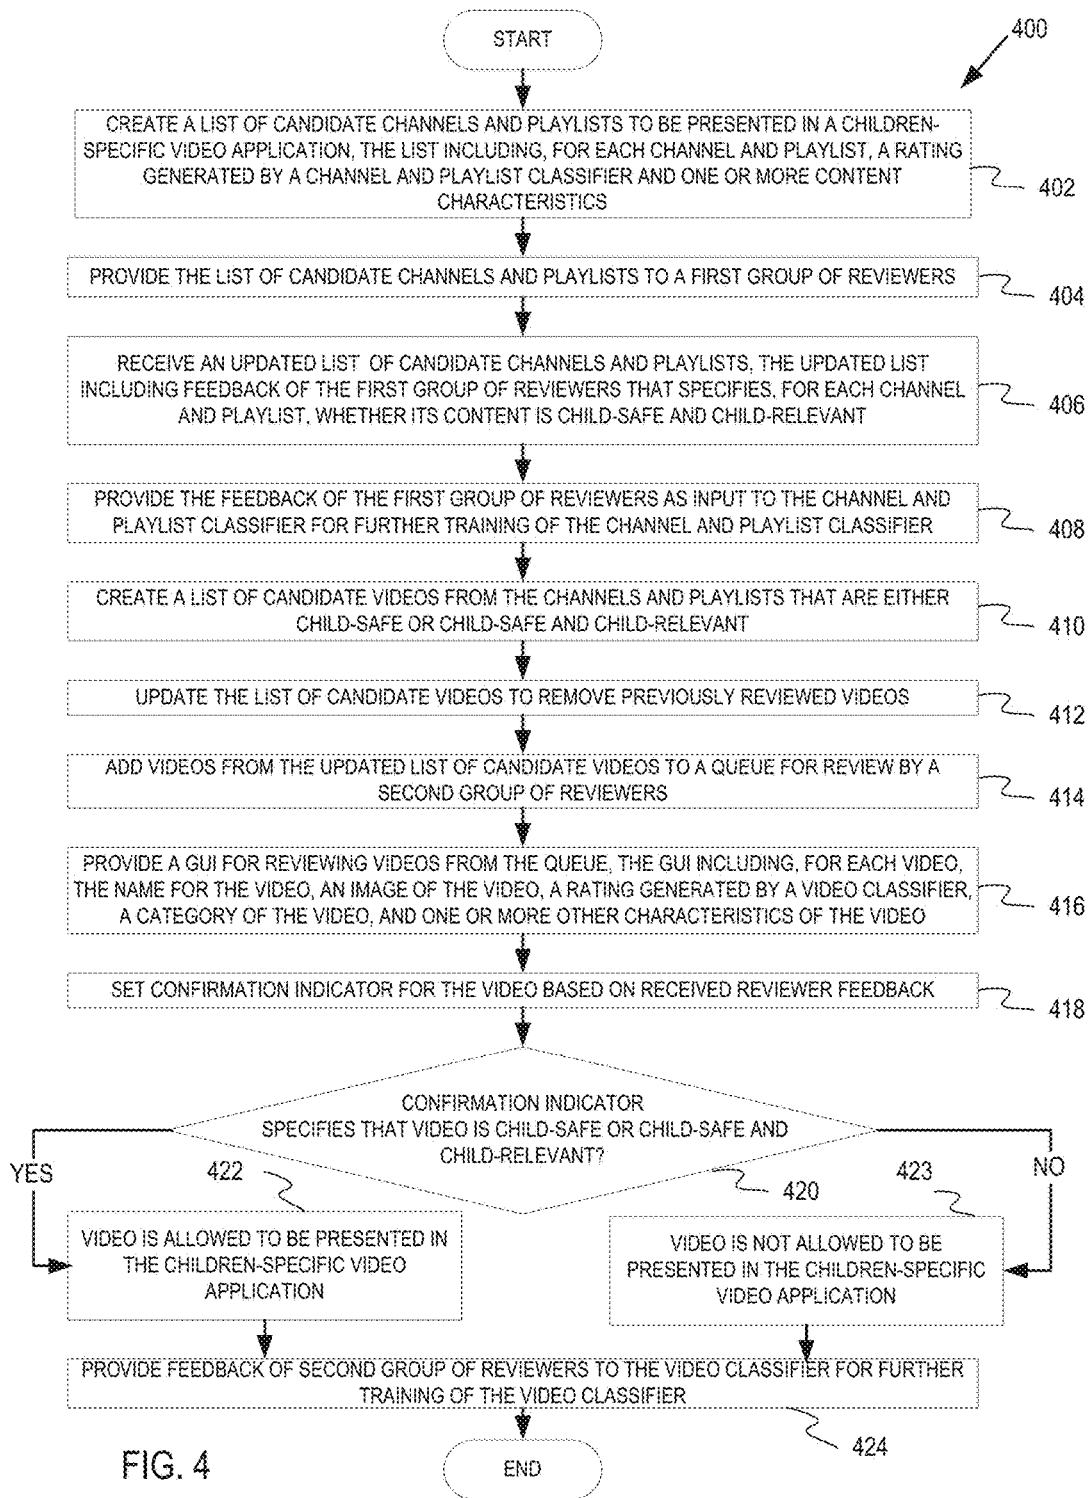 START
400
CREATE A LIST OF CANDIDATE CHANNELS AND PLAYLISTS TO BE PRESENTED IN A CHILDREN-
SPECIFIC VIDEO APPLICATION, THE LIST INCLUDING, FOR EACH CHANNEL AND PLAYLIST, A RATING
GENERATED BY A CHANNEL AND PLAYLIST CLASSIFIER AND ONE OR MORE CONTENT
CHARACTERISTICS
402
PROVIDE THE LIST OF CANDIDATE CHANNELS AND PLAYLISTS TO A FIRST GROUP OF REVIEWERS
404
RECEIVE AN UPDATED LIST OF CANDIDATE CHANNELS AND PLAYLISTS, THE UPDATED LIST
INCLUDING FEEDBACK OF THE FIRST GROUP OF REVIEWERS THAT SPECIFIES, FOR EACH CHANNEL
AND PLAYLIST, WHETHER ITS CONTENT IS CHILD-SAFE AND CHILD-RELEVANT
406
PROVIDE THE FEEDBACK OF THE FIRST GROUP OF REVIEWERS AS INPUT TO THE CHANNEL AND
PLAYLIST CLASSIFIER FOR FURTHER TRAINING OF THE CHANNEL AND PLAYLIST CLASSIFIER
408
CREATE A LIST OF CANDIDATE VIDEOS FROM THE CHANNELS AND PLAYLISTS THAT ARE EITHER
CHILD-SAFE OR CHILD-SAFE AND CHILD-RELEVANT
410
UPDATE THE LIST OF CANDIDATE VIDEOS TO REMOVE PREVIOUSLY REVIEWED VIDEOS
412
ADD VIDEOS FROM THE UPDATED LIST OF CANDIDATE VIDEOS TO A QUEUE FOR REVIEW BY A
SECOND GROUP OF REVIEWERS
414
PROVIDE A GUI FOR REVIEWING VIDEOS FROM THE QUEUE, THE GUI INCLUDING, FOR EACH VIDEO,
THE NAME FOR THE VIDEO, AN IMAGE OF THE VIDEO, A RATING GENERATED BY A VIDEO CLASSIFIER,
A CATEGORY OF THE VIDEO, AND ONE OR MORE OTHER CHARACTERISTICS OF THE VIDEO
416
SET CONFIRMATION INDICATOR FOR THE VIDEO BASED ON RECEIVED REVIEWER FEEDBACK
418
CONFIRMATION INDICATOR
SPECIFIES THAT VIDEO IS CHILD-SAFE OR CHILD-SAFE AND
CHILD-RELEVANT?
420
YES
NO
422
423
VIDEO IS ALLOWED TO BE PRESENTED IN
THE CHILDREN-SPECIFIC VIDEO
APPLICATION
VIDEO IS NOT ALLOWED TO BE
PRESENTED IN THE CHILDREN-SPECIFIC
VIDEO APPLICATION
PROVIDE FEEDBACK OF SECOND GROUP OF REVIEWERS TO THE VIDEO CLASSIFIER FOR FURTHER
TRAINING OF THE VIDEO CLASSIFIER
424
END
FIG. 4